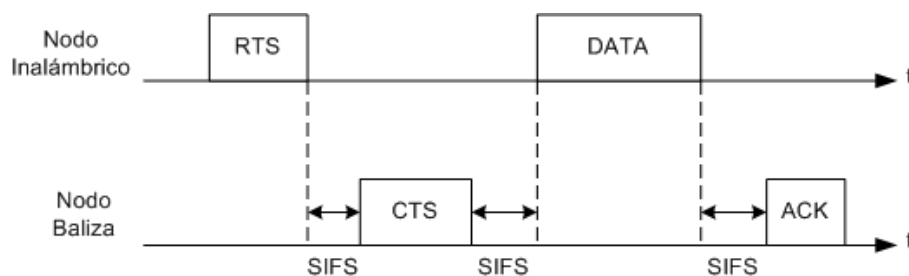 Nodo
Inalámbrico
RTS
DATA
t
Nodo
Baliza
CTS
ACK
t
SIFS
SIFS
SIFS